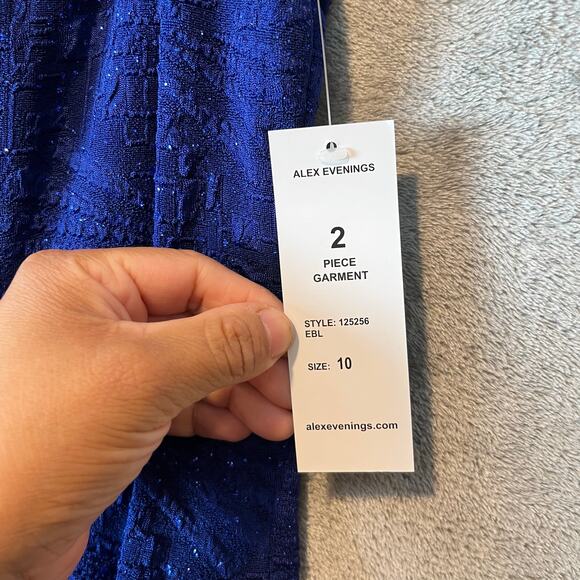 ALEX EVENINGS
2
PIECE
GARMENT
STYLE: 125256
EBL
SIZE: 10
alexevenings.com